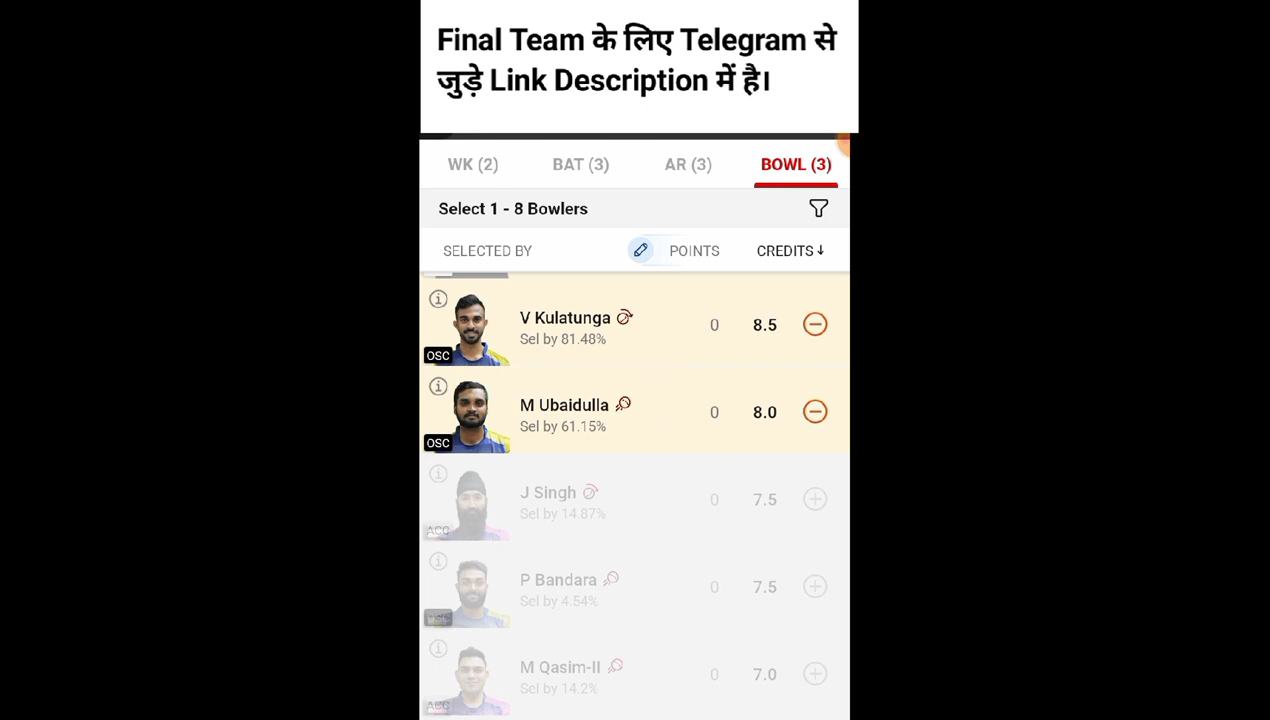 Final Team के लिए Telegram से
जुड़े Link Description में है।
WK (2) BAT (3) AR (3) BOWL (3)
Select 1 - 8 Bowlers
SELECTED BY POINTS CREDITS ↓
V Kulatunga 0 8.5
Sel by 81.48%
OSC
M Ubaidulla 0 8.0
Sel by 61.15%
OSC
J Singh 0 7.5
Sel by 14.87%
ACC
P Bandara 0 7.5
Sel by 4.54%
OSC
M Qasim-II 0 7.0
Sel by 14.2%
ACC